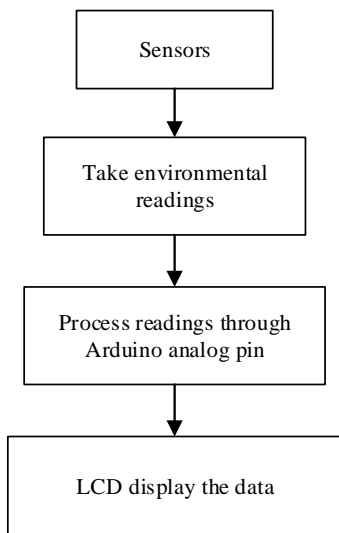 Sensors
Take environmental
readings
Process readings through
Arduino analog pin
LCD display the data